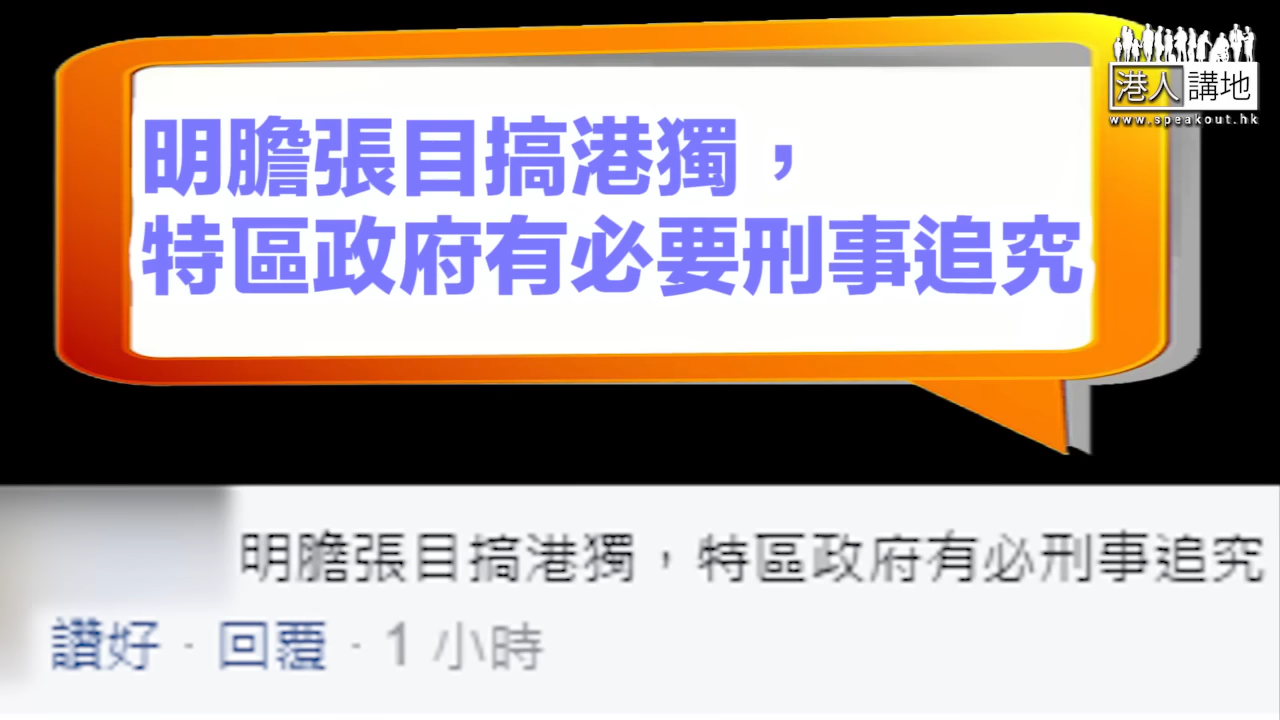 港人講地
www.speakout.hk
明膽張目搞港獨，
特區政府有必要刑事追究
明膽張目搞港獨，特區政府有必刑事追究
讚好 · 回覆 · 1 小時